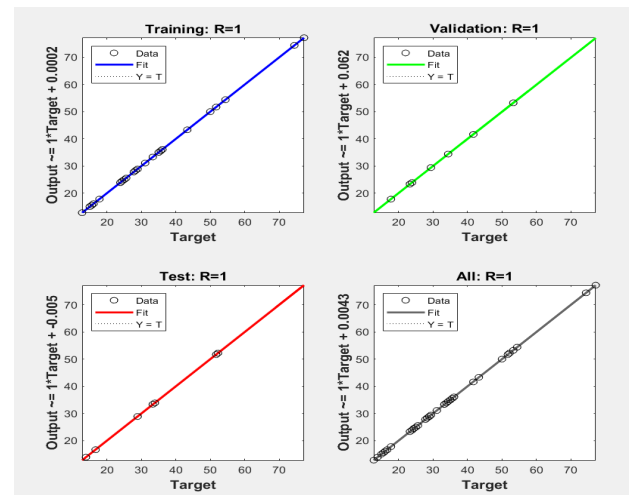 Training: R=1
Output ~= 1*Target + 0.0002
Data
Fit
Y = T
70
60
50
40
30
20
20 30 40 50 60 70
Target
Validation: R=1
Output ~= 1*Target + 0.062
Data
Fit
Y = T
70
60
50
40
30
20
20 30 40 50 60 70
Target
Test: R=1
Output ~= 1*Target + -0.005
Data
Fit
Y = T
70
60
50
40
30
20
20 30 40 50 60 70
Target
All: R=1
Output ~= 1*Target + 0.0043
Data
Fit
Y = T
70
60
50
40
30
20
20 30 40 50 60 70
Target